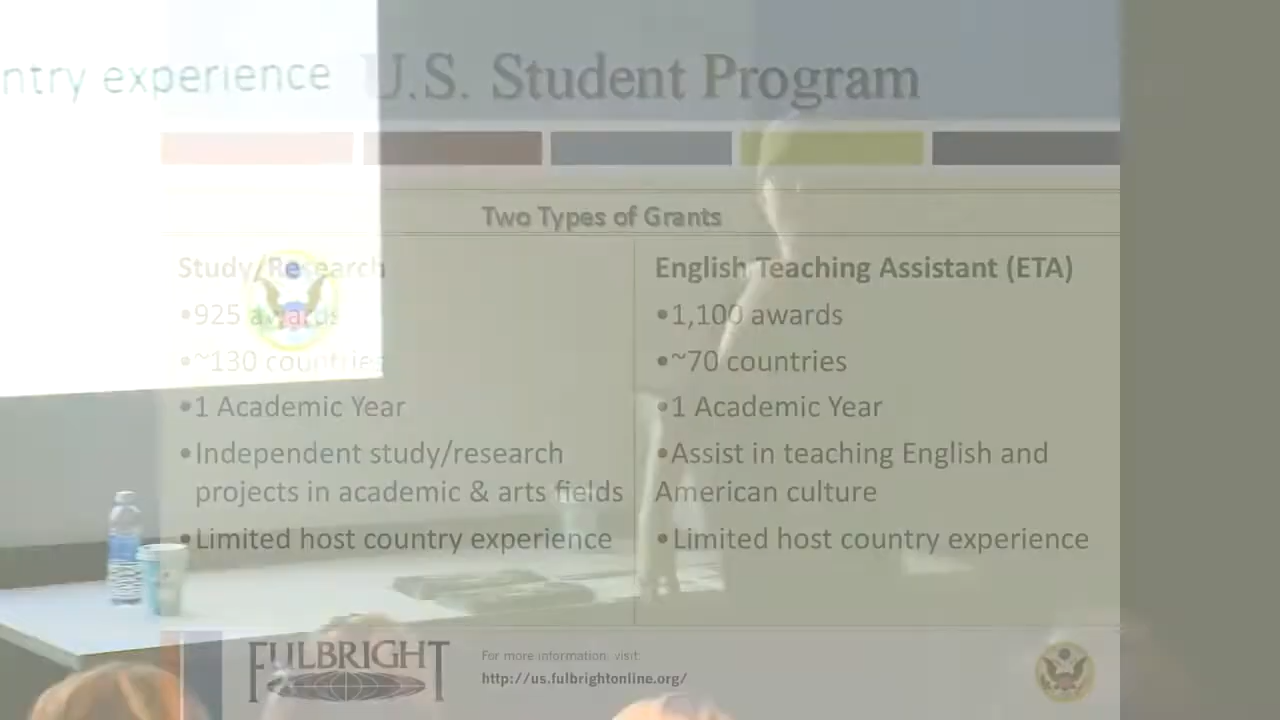 ntry experience
U.S. Student Program
Two Types of Grants
Study/Research
•925 awards
•~130 countries
•1 Academic Year
•Independent study/research
projects in academic & arts fields
•Limited host country experience
English Teaching Assistant (ETA)
•1,100 awards
•~70 countries
•1 Academic Year
•Assist in teaching English and
American culture
•Limited host country experience
FULBRIGHT
For more information, visit:
http://us.fulbrightonline.org/